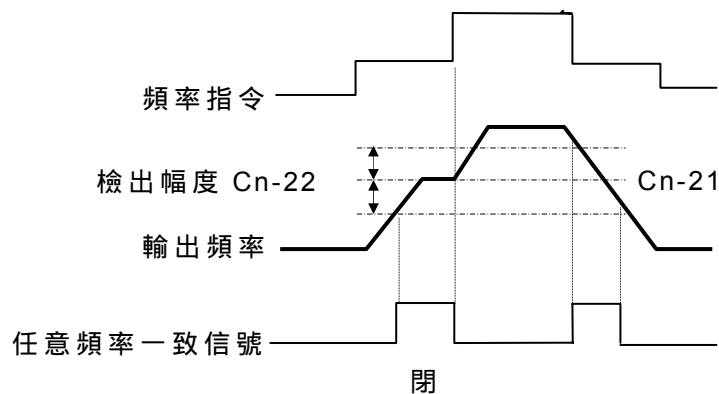 頻率指令
檢出幅度 Cn-22
Cn-21
輸出頻率
任意頻率一致信號
閉